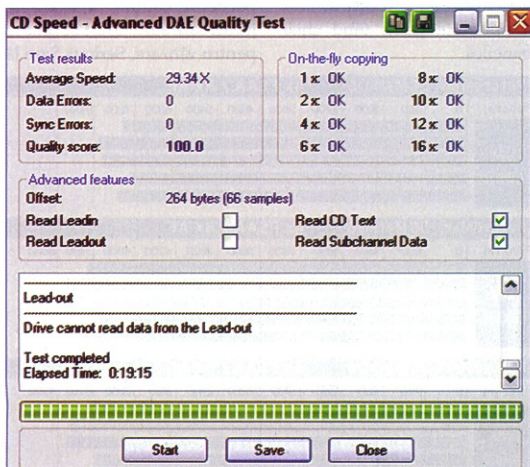 CD Speed - Advanced DAE Quality Test
Test results
Average Speed: 29.34 X
Data Errors: 0
Sync Errors: 0
Quality score: 100.0
On-the-fly copying
1 x OK 8 x OK
2 x OK 10 x OK
4 x OK 12 x OK
6 x OK 16 x OK
Advanced features
Offset: 264 bytes (66 samples)
Read Leadin Read CD Text
Read Leadout Read Subchannel Data
Lead-out
Drive cannot read data from the Lead-out
Test completed
Elapsed Time: 0:19:15
Start Save Close